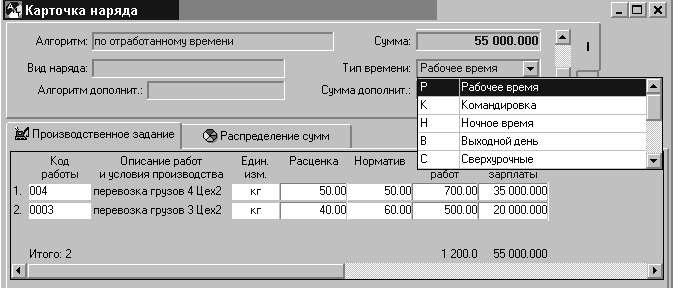 Карточка наряда
Алгоритм: по отработанному времени Сумма: 55 000.000
Вид наряда: Тип времени: Рабочее время
Алгоритм дополнит.: Сумма дополнит.:
Р Рабочее время
К Командировка
Н Ночное время
В Выходной день
С Сверхурочные
Производственное задание Распределение сумм
Код работы Описание работ и условия производства Един. изм. Расценка Норматив работ зарплаты
1. 004 перевозка грузов 4 Цех2 кг 50.00 50.00 700.00 35 000.000
2. 0003 перевозка грузов 3 Цех2 кг 40.00 60.00 500.00 20 000.000
Итого: 2 1 200.0 55 000.000